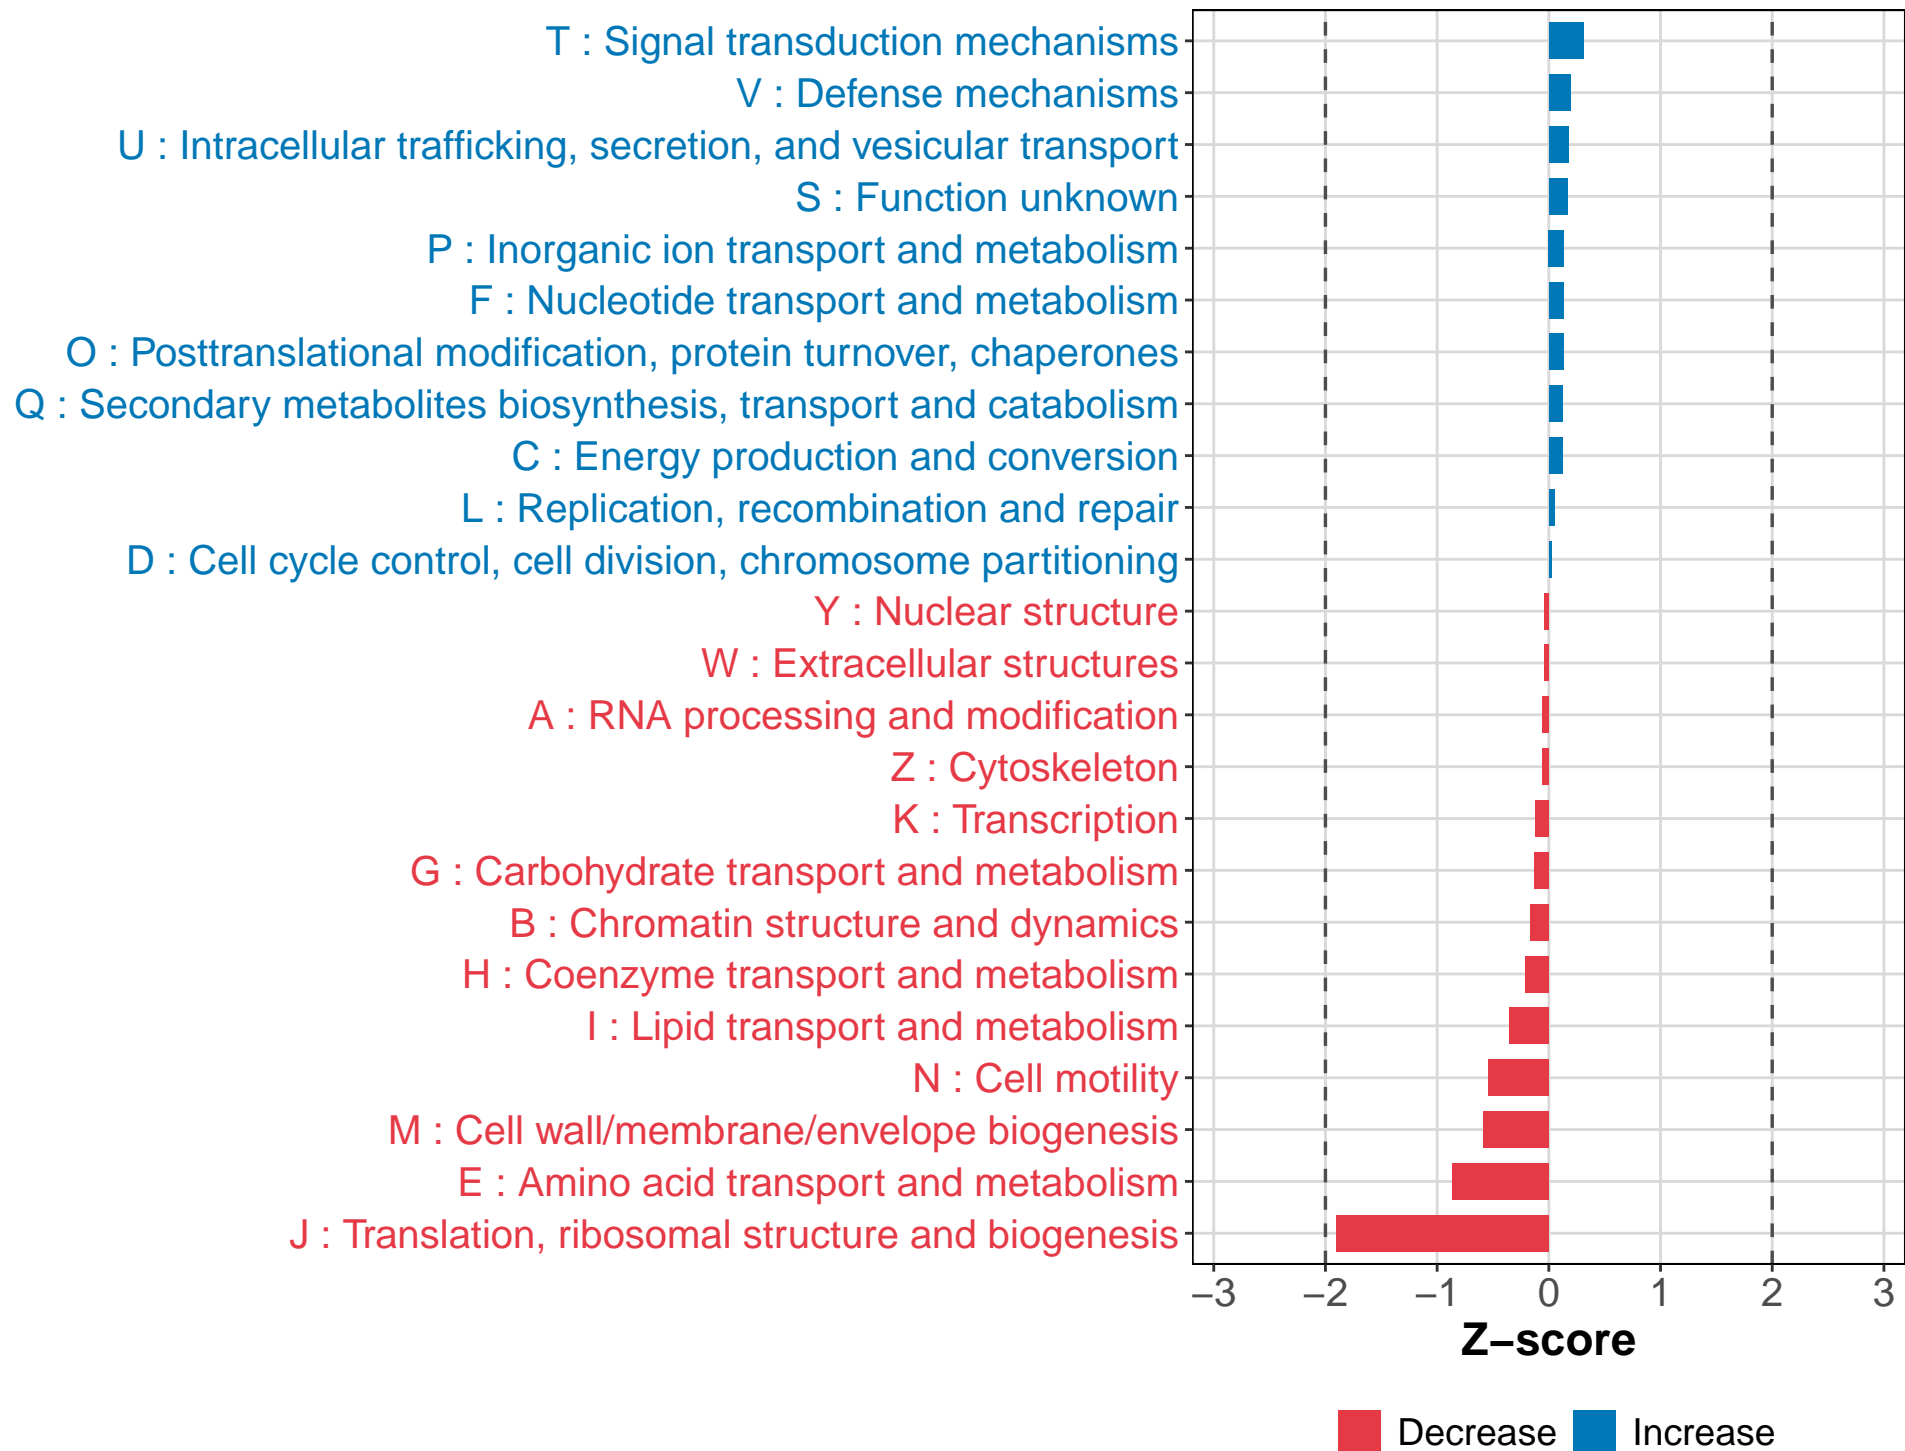 T : Signal transduction mechanisms
V : Defense mechanisms
U : Intracellular trafficking, secretion, and vesicular transport
S : Function unknown
P : Inorganic ion transport and metabolism
F : Nucleotide transport and metabolism
O : Posttranslational modification, protein turnover, chaperones
Q : Secondary metabolites biosynthesis, transport and catabolism
C : Energy production and conversion
L : Replication, recombination and repair
D : Cell cycle control, cell division, chromosome partitioning
Y : Nuclear structure
W : Extracellular structures
A : RNA processing and modification
Z : Cytoskeleton
K : Transcription
G : Carbohydrate transport and metabolism
B : Chromatin structure and dynamics
H : Coenzyme transport and metabolism
I : Lipid transport and metabolism
N : Cell motility
M : Cell wall/membrane/envelope biogenesis
E : Amino acid transport and metabolism
J : Translation, ribosomal structure and biogenesis
−3 −2 −1 0 1 2 3
Z−score
Decrease Increase